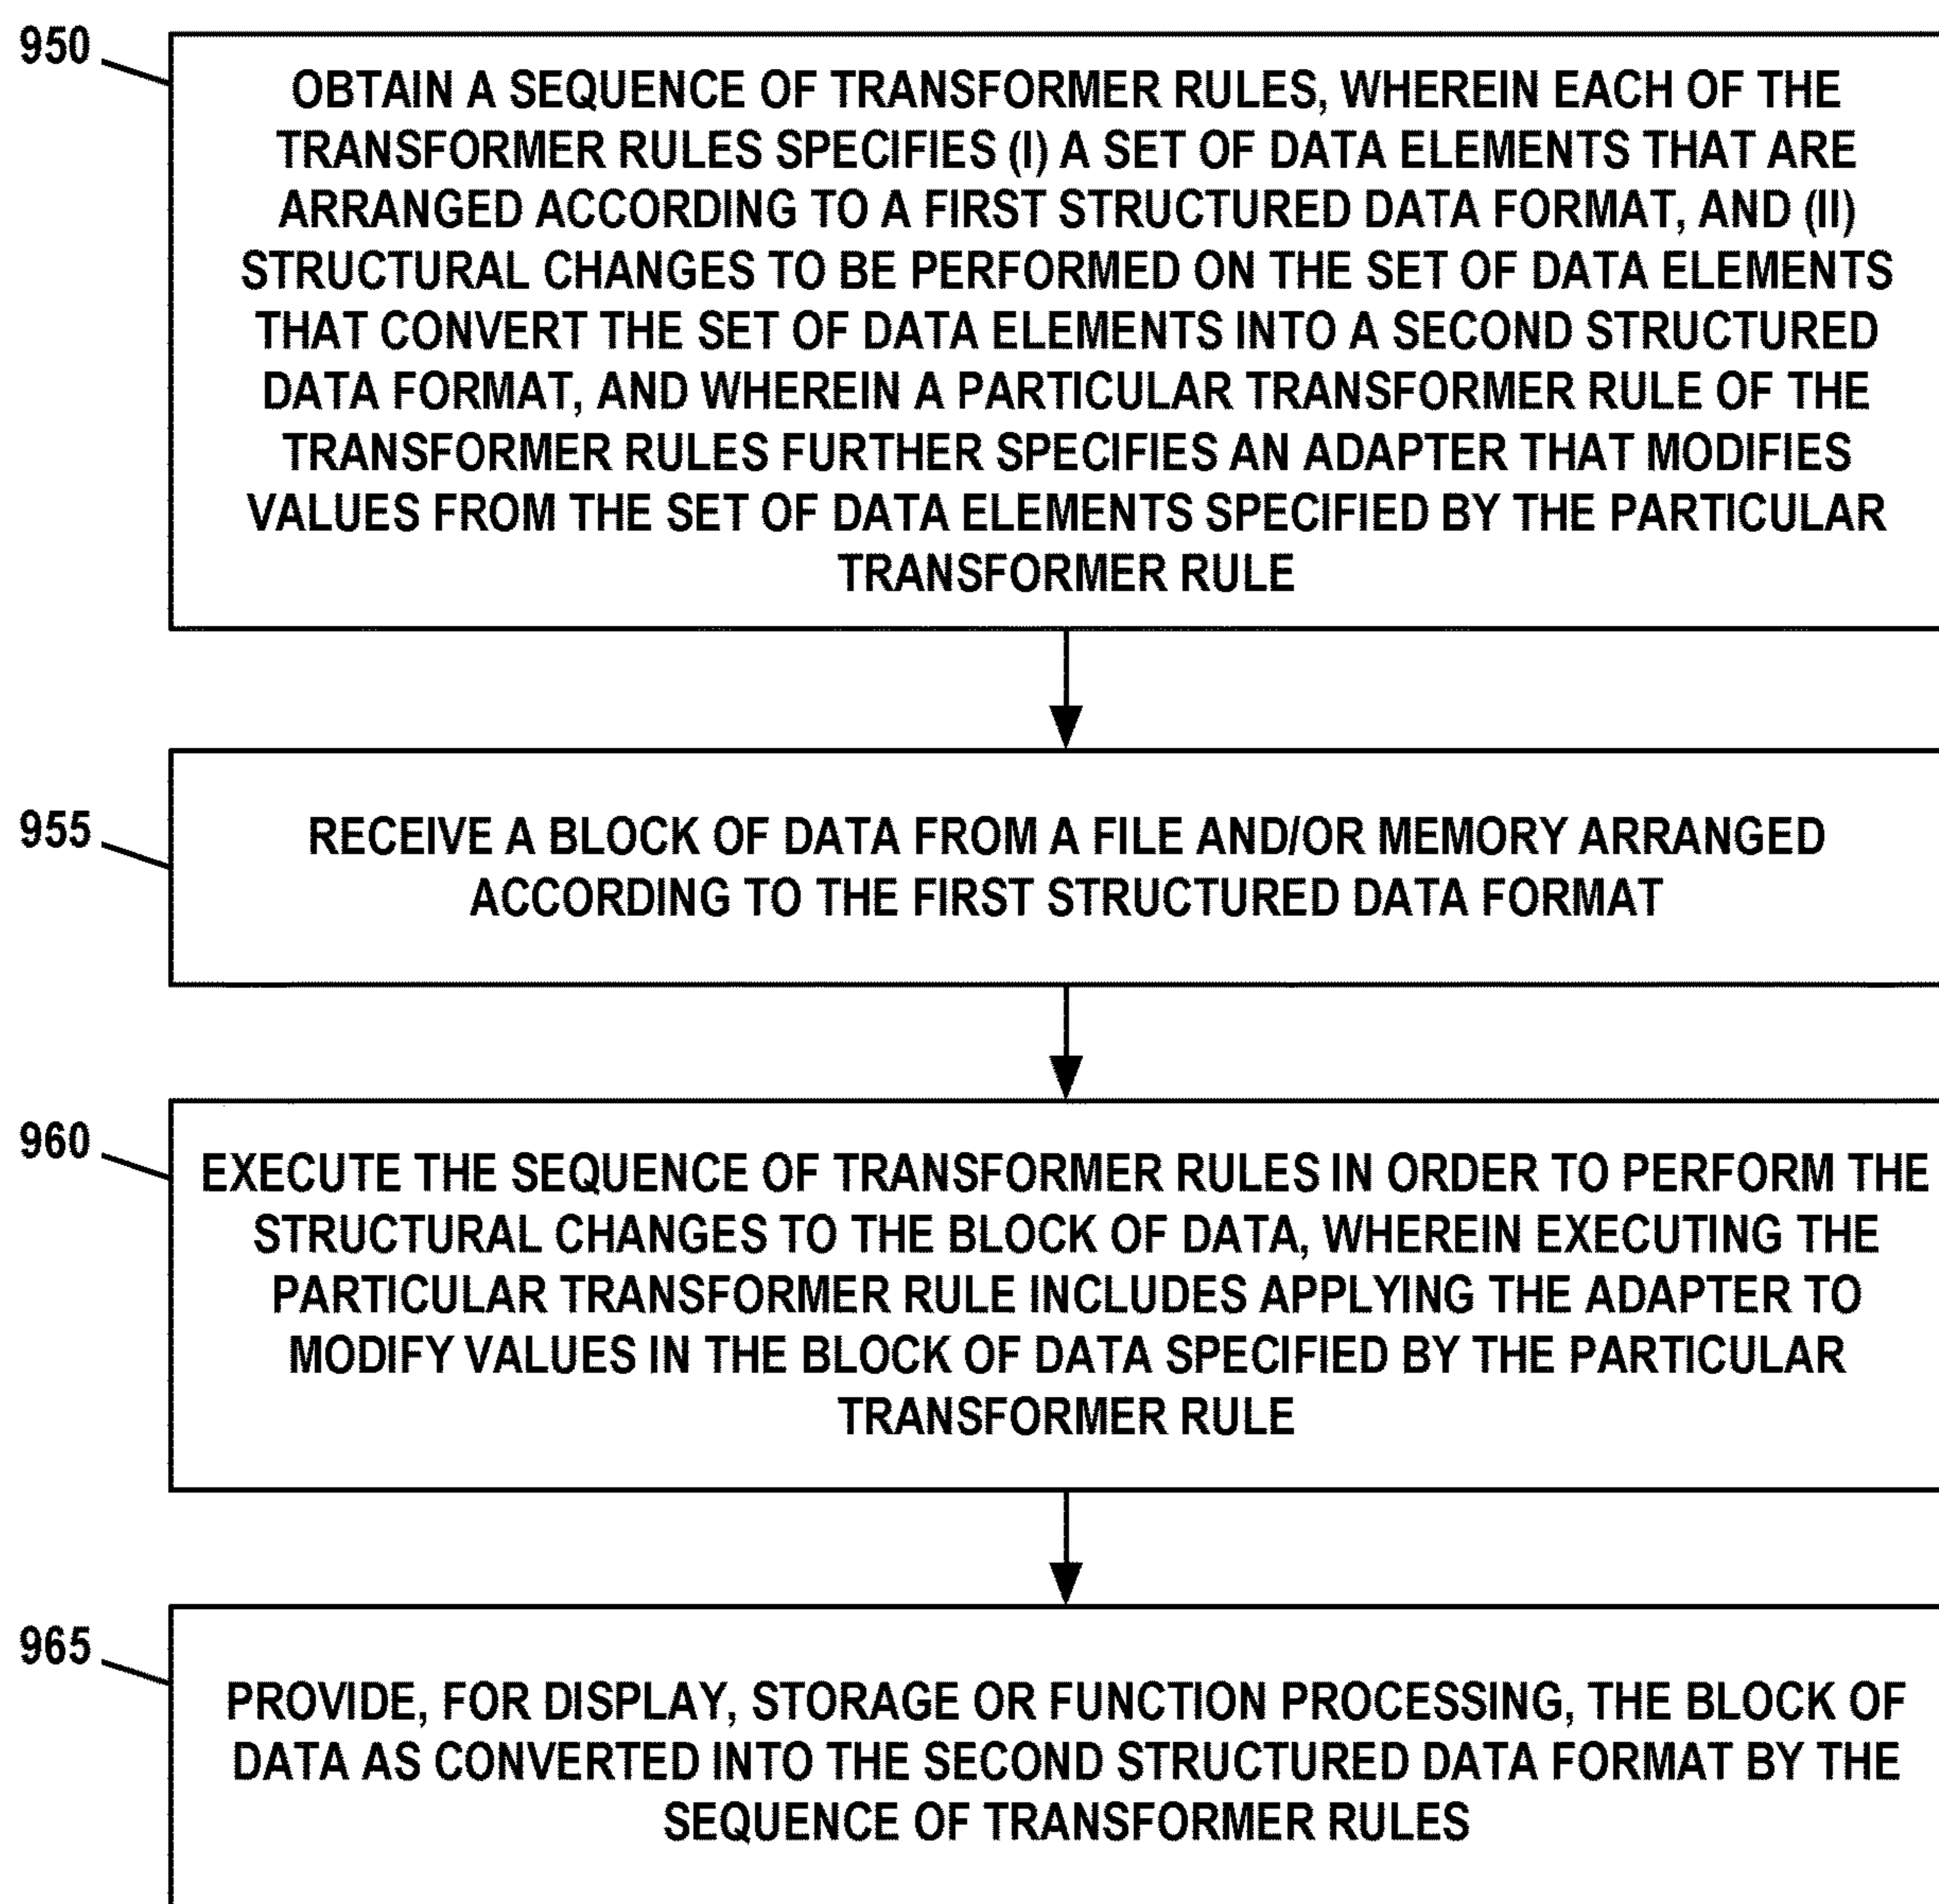 950
OBTAIN A SEQUENCE OF TRANSFORMER RULES, WHEREIN EACH OF THE
TRANSFORMER RULES SPECIFIES (I) A SET OF DATA ELEMENTS THAT ARE
ARRANGED ACCORDING TO A FIRST STRUCTURED DATA FORMAT, AND (II)
STRUCTURAL CHANGES TO BE PERFORMED ON THE SET OF DATA ELEMENTS
THAT CONVERT THE SET OF DATA ELEMENTS INTO A SECOND STRUCTURED
DATA FORMAT, AND WHEREIN A PARTICULAR TRANSFORMER RULE OF THE
TRANSFORMER RULES FURTHER SPECIFIES AN ADAPTER THAT MODIFIES
VALUES FROM THE SET OF DATA ELEMENTS SPECIFIED BY THE PARTICULAR
TRANSFORMER RULE
955
RECEIVE A BLOCK OF DATA FROM A FILE AND/OR MEMORY ARRANGED
ACCORDING TO THE FIRST STRUCTURED DATA FORMAT
960
EXECUTE THE SEQUENCE OF TRANSFORMER RULES IN ORDER TO PERFORM THE
STRUCTURAL CHANGES TO THE BLOCK OF DATA, WHEREIN EXECUTING THE
PARTICULAR TRANSFORMER RULE INCLUDES APPLYING THE ADAPTER TO
MODIFY VALUES IN THE BLOCK OF DATA SPECIFIED BY THE PARTICULAR
TRANSFORMER RULE
965
PROVIDE, FOR DISPLAY, STORAGE OR FUNCTION PROCESSING, THE BLOCK OF
DATA AS CONVERTED INTO THE SECOND STRUCTURED DATA FORMAT BY THE
SEQUENCE OF TRANSFORMER RULES